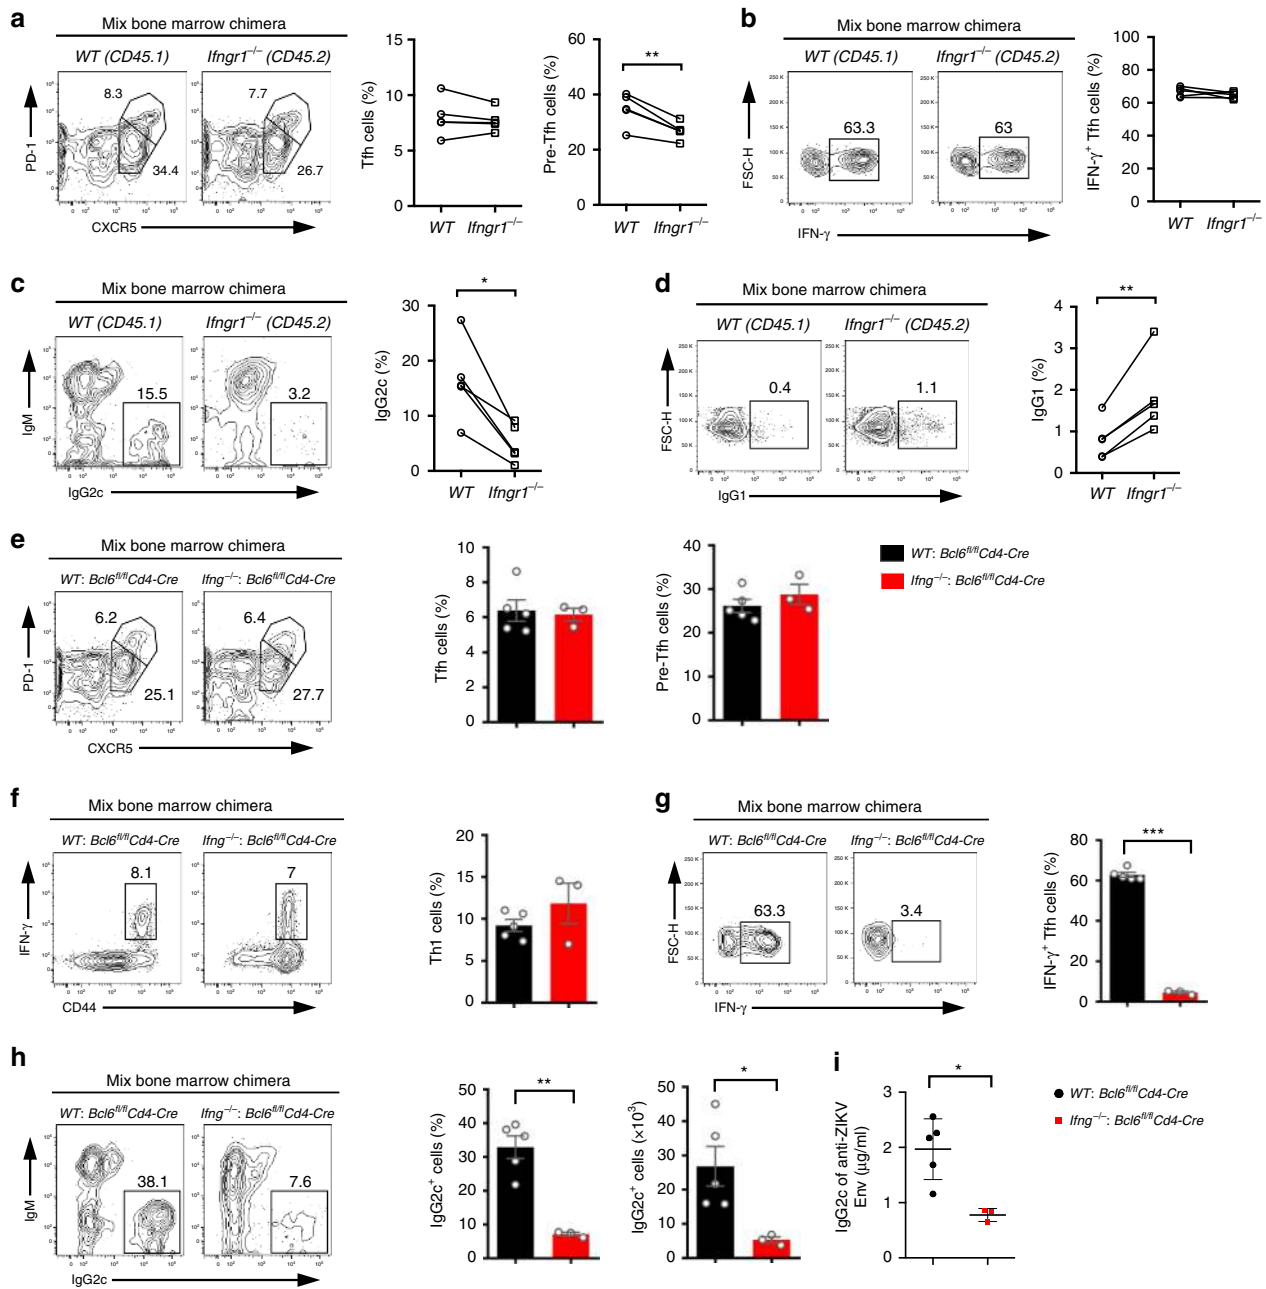 a
Mix bone marrow chimera
WT (CD45.1)
Ifngr1–/– (CD45.2)
8.3
34.4
7.7
26.7
PD-1
CXCR5
Tfh cells (%)
15
10
5
0
WT Ifngr1–/–
Pre-Tfh cells (%)
60
40
20
0
**
WT Ifngr1–/–
b
Mix bone marrow chimera
WT (CD45.1)
Ifngr1–/– (CD45.2)
63.3
63
FSC-H
IFN-γ
IFN-γ+ Tfh cells (%)
100
80
60
40
20
0
WT Ifngr1–/–
c
Mix bone marrow chimera
WT (CD45.1)
Ifngr1–/– (CD45.2)
15.5
3.2
IgM
IgG2c
IgG2c (%)
30
20
10
0
*
WT Ifngr1–/–
d
Mix bone marrow chimera
WT (CD45.1)
Ifngr1–/– (CD45.2)
0.4
1.1
FSC-H
IgG1
IgG1 (%)
4
3
2
1
0
**
WT Ifngr1–/–
e
Mix bone marrow chimera
WT: Bcl6fl/flCd4-Cre
Ifng–/–: Bcl6fl/flCd4-Cre
6.2
25.1
6.4
27.7
PD-1
CXCR5
Tfh cells (%)
10
8
6
4
2
0
Pre-Tfh cells (%)
40
30
20
10
0
WT: Bcl6fl/flCd4-Cre
Ifng–/–: Bcl6fl/flCd4-Cre
f
Mix bone marrow chimera
WT: Bcl6fl/flCd4-Cre
Ifng–/–: Bcl6fl/flCd4-Cre
8.1
7
IFN-γ
CD44
Th1 cells (%)
20
15
10
5
0
g
Mix bone marrow chimera
WT: Bcl6fl/flCd4-Cre
Ifng–/–: Bcl6fl/flCd4-Cre
63.3
3.4
FSC-H
IFN-γ
IFN-γ+ Tfh cells (%)
80
60
40
20
0
***
h
Mix bone marrow chimera
WT: Bcl6fl/flCd4-Cre
Ifng–/–: Bcl6fl/flCd4-Cre
38.1
7.6
IgM
IgG2c
IgG2c+ cells (%)
50
40
30
20
10
0
**
IgG2c+ cells (×10³)
50
40
30
20
10
0
*
i
IgG2c of anti-ZIKV
Env (μg/ml)
3
2
1
0
*
WT: Bcl6fl/flCd4-Cre
Ifng–/–: Bcl6fl/flCd4-Cre